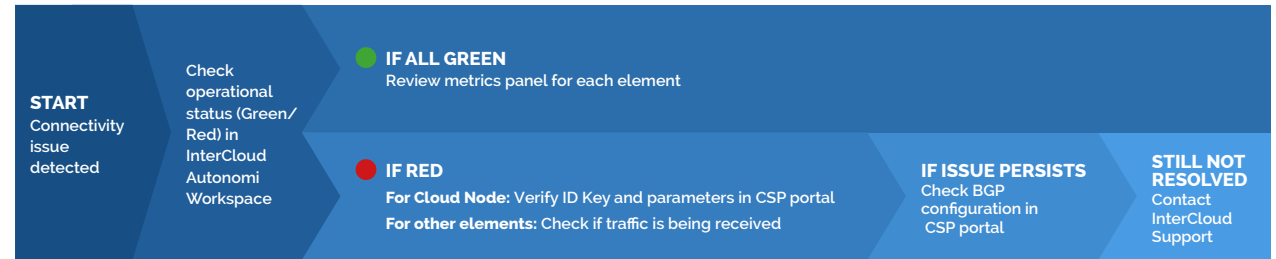 START
Connectivity
issue
detected
Check
operational
status (Green/
Red) in
InterCloud
Autonomi
Workspace
IF ALL GREEN
Review metrics panel for each element
IF RED
For Cloud Node: Verify ID Key and parameters in CSP portal
For other elements: Check if traffic is being received
IF ISSUE PERSISTS
Check BGP
configuration in
CSP portal
STILL NOT
RESOLVED
Contact
InterCloud
Support